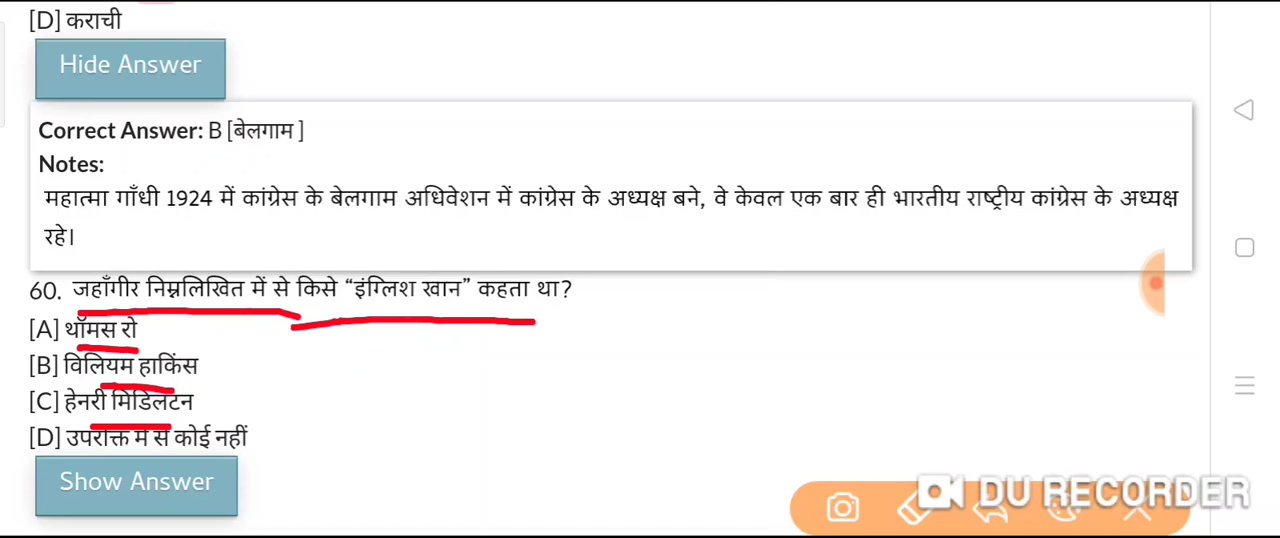 [D] कराची
Hide Answer
Correct Answer: B [बेलगाम ]
Notes:
महात्मा गाँधी 1924 में कांग्रेस के बेलगाम अधिवेशन में कांग्रेस के अध्यक्ष बने, वे केवल एक बार ही भारतीय राष्ट्रीय कांग्रेस के अध्यक्ष
रहे।
60. जहाँगीर निम्नलिखित में से किसे “इंग्लिश खान” कहता था?
[A] थॉमस रो
[B] विलियम हाकिंस
[C] हेनरी मिडिलटन
[D] उपरोक्त में से कोई नहीं
Show Answer
DU RECORDER